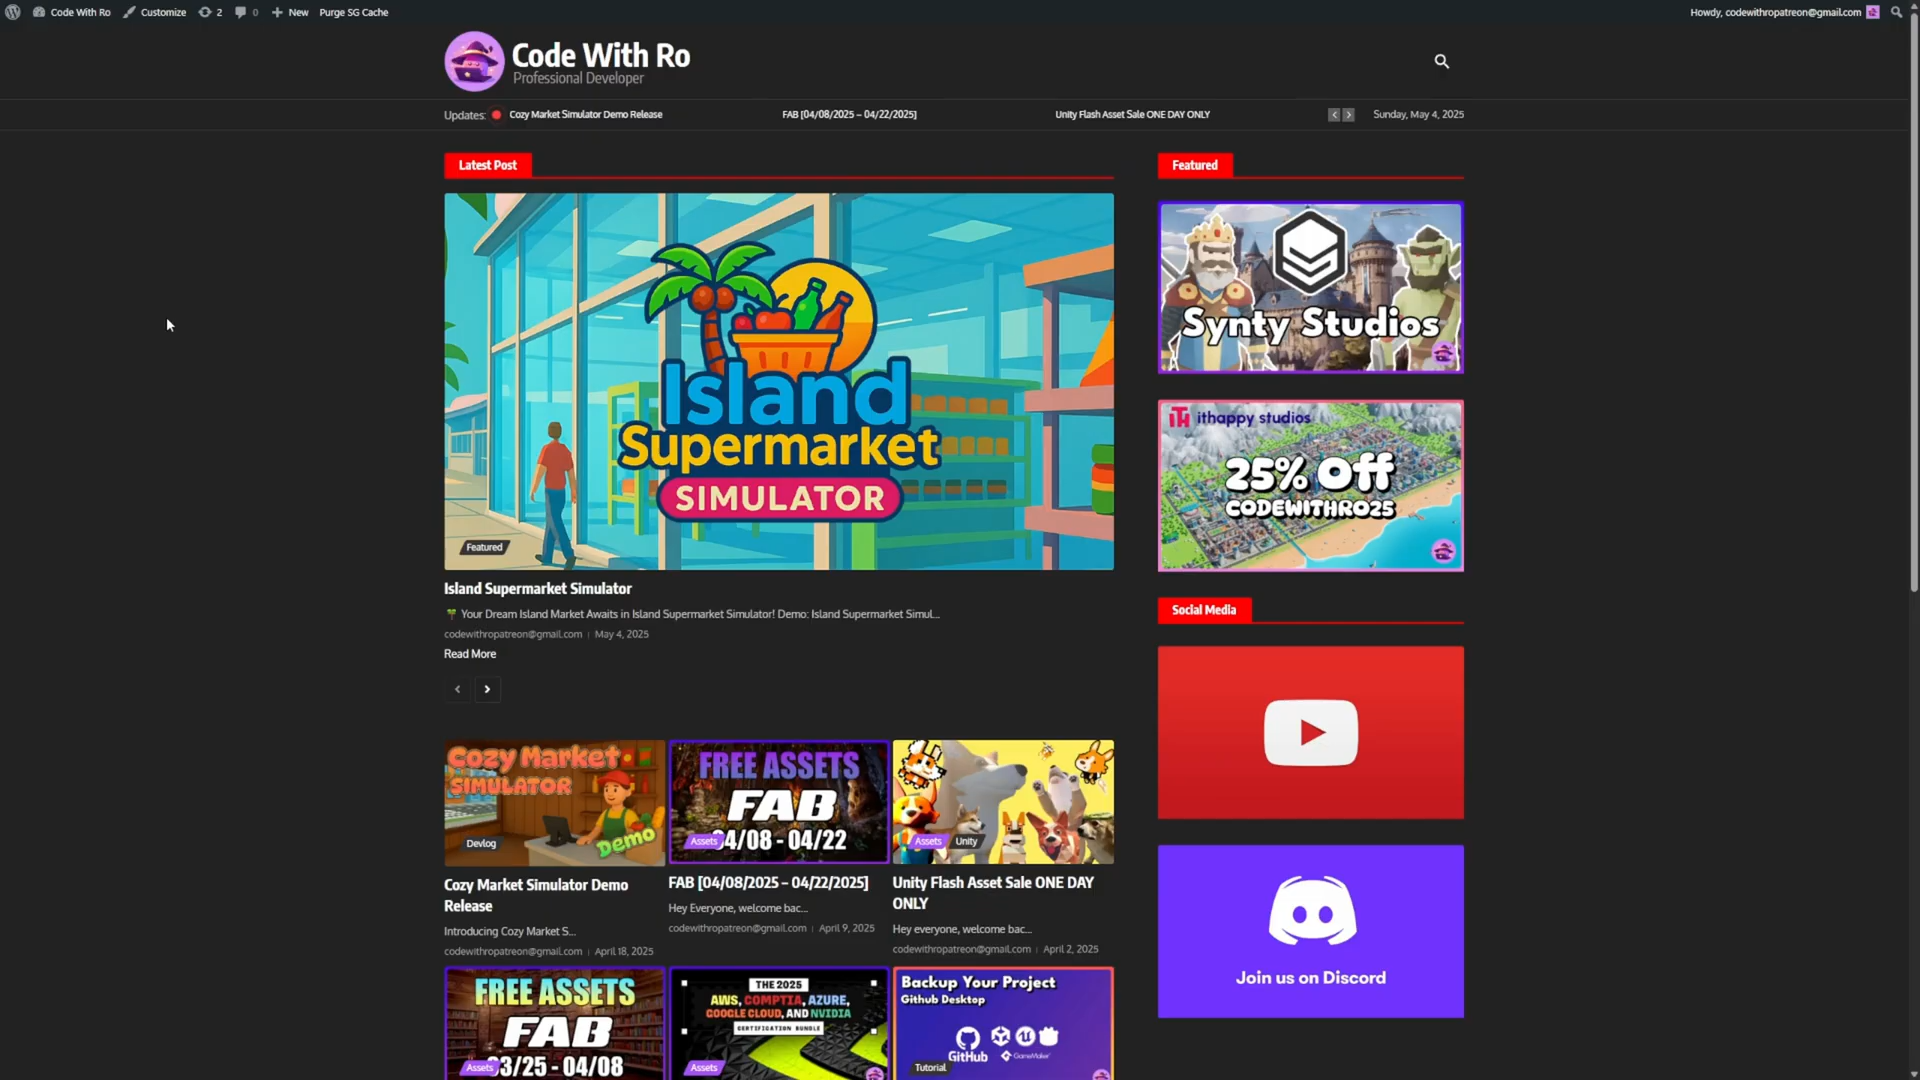 Code With Ro
Customize
2
0
New
Purge SG Cache
Howdy, codewithropatreon@gmail.com
Code With Ro
Professional Developer
Updates:
Cozy Market Simulator Demo Release
FAB [04/08/2025 – 04/22/2025]
Unity Flash Asset Sale ONE DAY ONLY
Sunday, May 4, 2025
Latest Post
Island
Supermarket
SIMULATOR
Featured
Island Supermarket Simulator
Your Dream Island Market Awaits in Island Supermarket Simulator! Demo: Island Supermarket Simul...
codewithropatreon@gmail.com | May 4, 2025
Read More
Cozy Market
SIMULATOR
Demo
Devlog
Cozy Market Simulator Demo
Release
Introducing Cozy Market S...
codewithropatreon@gmail.com | April 18, 2025
FREE ASSETS
FAB
04/08 - 04/22
Assets
FAB [04/08/2025 – 04/22/2025]
Hey Everyone, welcome bac...
codewithropatreon@gmail.com | April 9, 2025
Assets
Unity
Unity Flash Asset Sale ONE DAY
ONLY
Hey everyone, welcome bac...
codewithropatreon@gmail.com | April 2, 2025
FREE ASSETS
FAB
03/25 - 04/08
Assets
THE 2025
AWS, COMPTIA, AZURE,
GOOGLE CLOUD, AND NVIDIA
CERTIFICATION BUNDLE
Assets
Backup Your Project
Github Desktop
GitHub
GameMaker
Tutorial
Featured
Synty Studios
ithappy studios
25% Off
CODEWITHRO25
Social Media
Join us on Discord